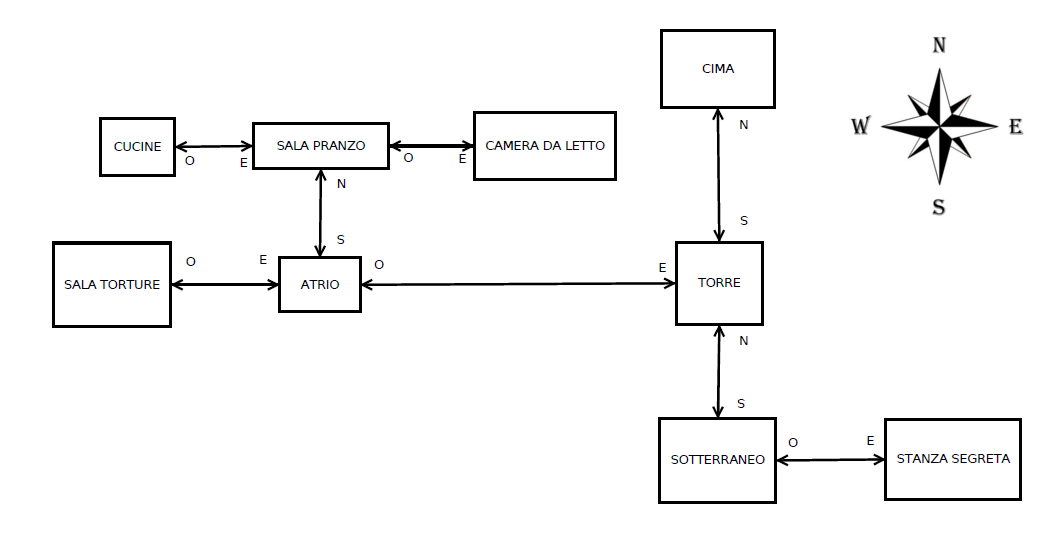 N
W
E
S
CIMA
N
S
CUCINE
O
E
SALA PRANZO
O
E
CAMERA DA LETTO
N
S
SALA TORTURE
O
E
ATRIO
O
E
TORRE
N
S
SOTTERRANEO
O
E
STANZA SEGRETA